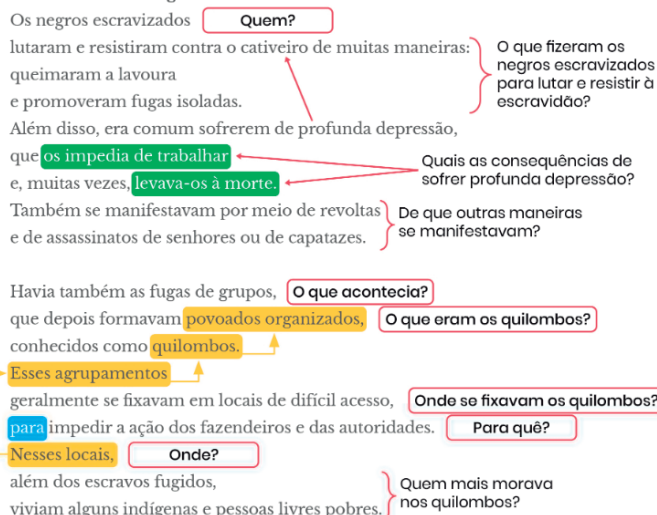 Os negros escravizados Quem?
lutaram e resistiram contra o cativeiro de muitas maneiras:
queimaram a lavoura
e promoveram fugas isoladas.
O que fizeram os
negros escravizados
para lutar e resistir à
escravidão?
Além disso, era comum sofrerem de profunda depressão,
que os impedia de trabalhar
e, muitas vezes, levava-os à morte.
Quais as consequências de
sofrer profunda depressão?
Também se manifestavam por meio de revoltas
e de assassinatos de senhores ou de capatazes.
De que outras maneiras
se manifestavam?
Havia também as fugas de grupos, O que acontecia?
que depois formavam povoados organizados, O que eram os quilombos?
conhecidos como quilombos.
Esses agrupamentos
geralmente se fixavam em locais de difícil acesso, Onde se fixavam os quilombos?
para impedir a ação dos fazendeiros e das autoridades. Para quê?
Nesses locais, Onde?
além dos escravos fugidos,
viviam alguns indígenas e pessoas livres pobres.
Quem mais morava
nos quilombos?